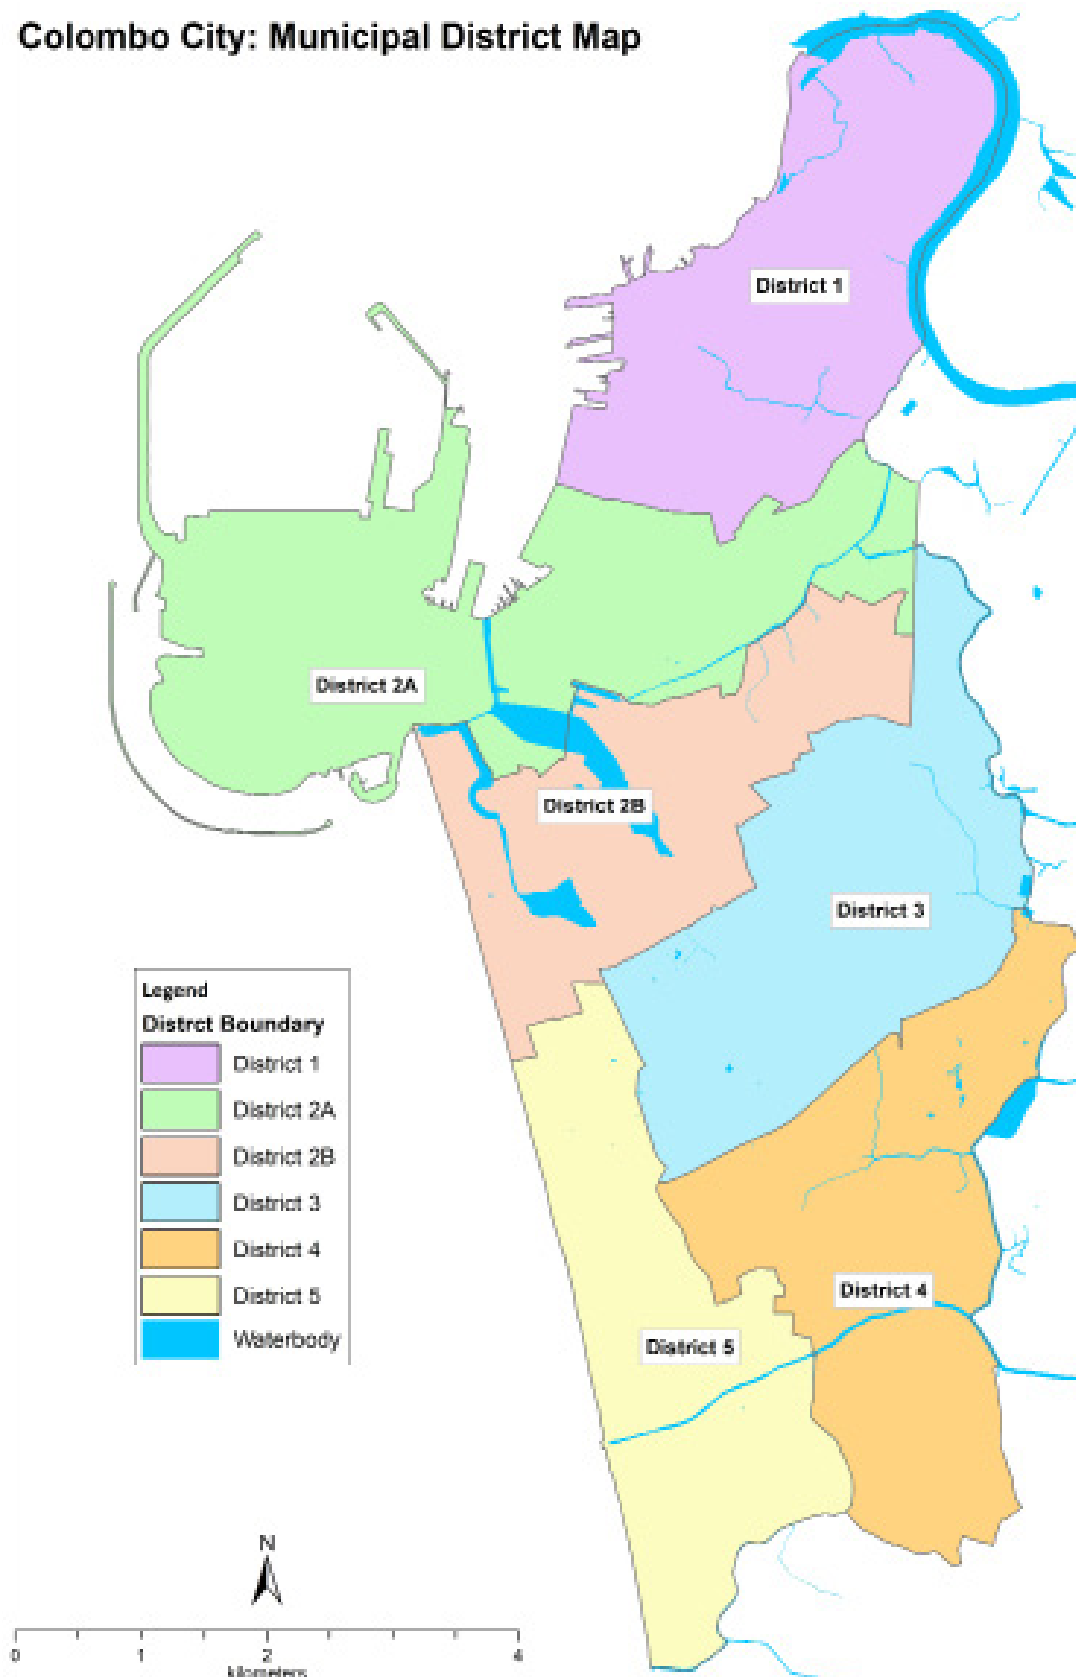 Colombo City: Municipal District Map
District 1
District 2A
District 2B
District 3
District 4
District 5
Legend
Distrct Boundary
District 1
District 2A
District 2B
District 3
District 4
District 5
Waterbody
N
0 1 2 4
kilometers